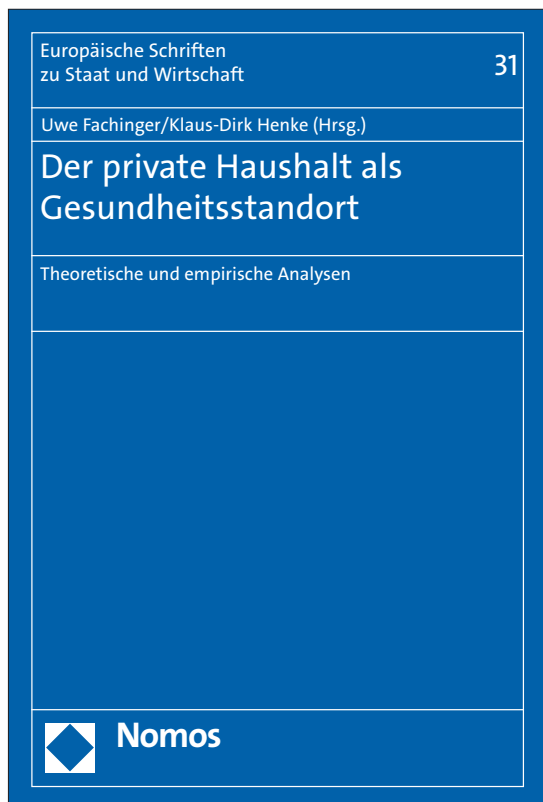 Europäische Schriften
zu Staat und Wirtschaft
31
Uwe Fachinger/Klaus-Dirk Henke (Hrsg.)
Der private Haushalt als
Gesundheitsstandort
Theoretische und empirische Analysen
Nomos